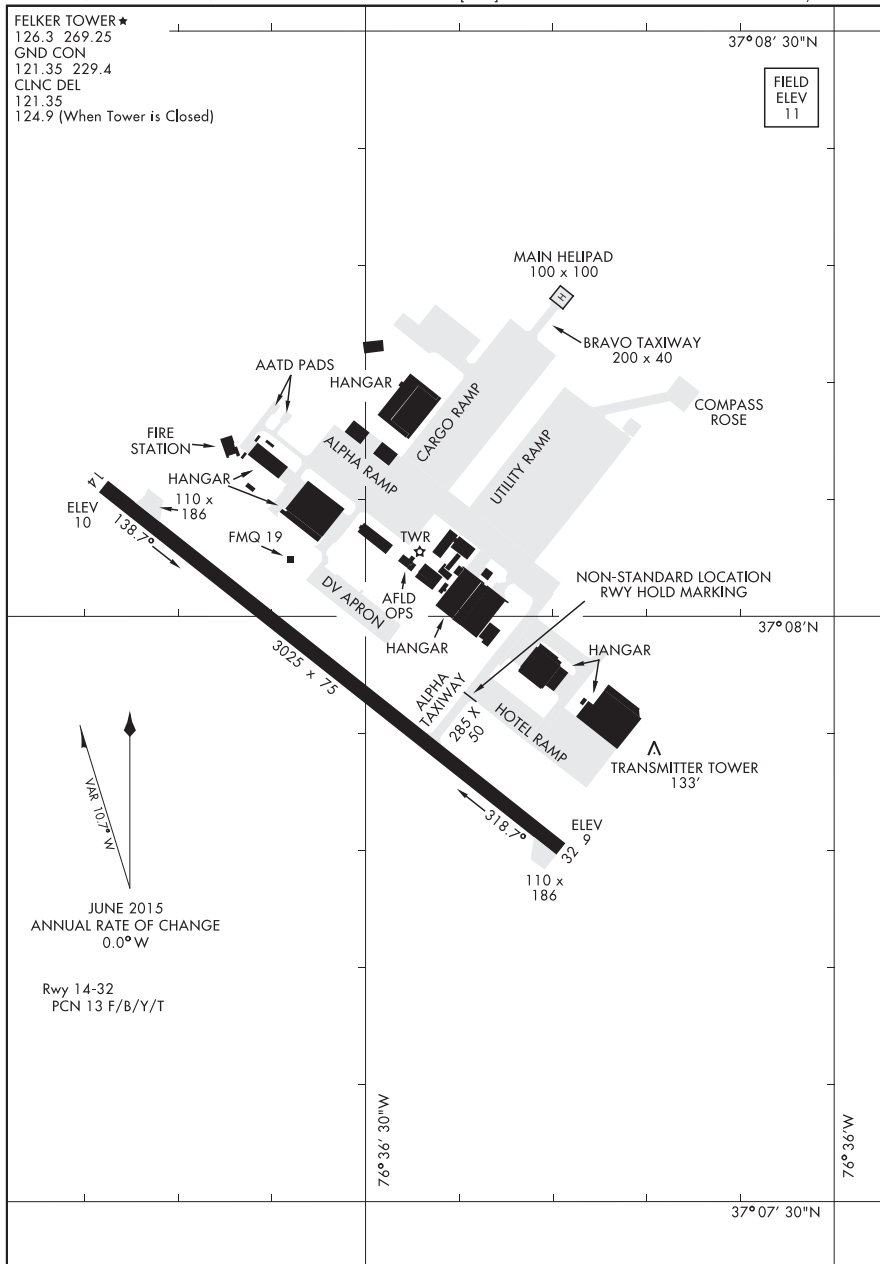 FELKER TOWER★
126.3 269.25
GND CON
121.35 229.4
CLNC DEL
121.35
124.9 (When Tower is Closed)
37° 08' 30"N
FIELD
ELEV
11
MAIN HELIPAD
100 x 100
H
BRAVO TAXIWAY
200 x 40
AATD PADS
HANGAR
CARGO RAMP
COMPASS
ROSE
FIRE
STATION
ALPHA RAMP
UTILITY RAMP
HANGAR
14
ELEV
10
110 x
186
138.7°
FMQ 19
TWR
NON-STANDARD LOCATION
RWY HOLD MARKING
DV APRON
AFLD
OPS
37° 08'N
HANGAR
HANGAR
3025 x 75
ALPHA
TAXIWAY
285 X
50
HOTEL RAMP
TRANSMITTER TOWER
133'
VAR 10.7° W
318.7°
ELEV
9
32
110 x
186
JUNE 2015
ANNUAL RATE OF CHANGE
0.0° W
Rwy 14-32
PCN 13 F/B/Y/T
76° 36' 30"W
76° 36'W
37° 07' 30"N